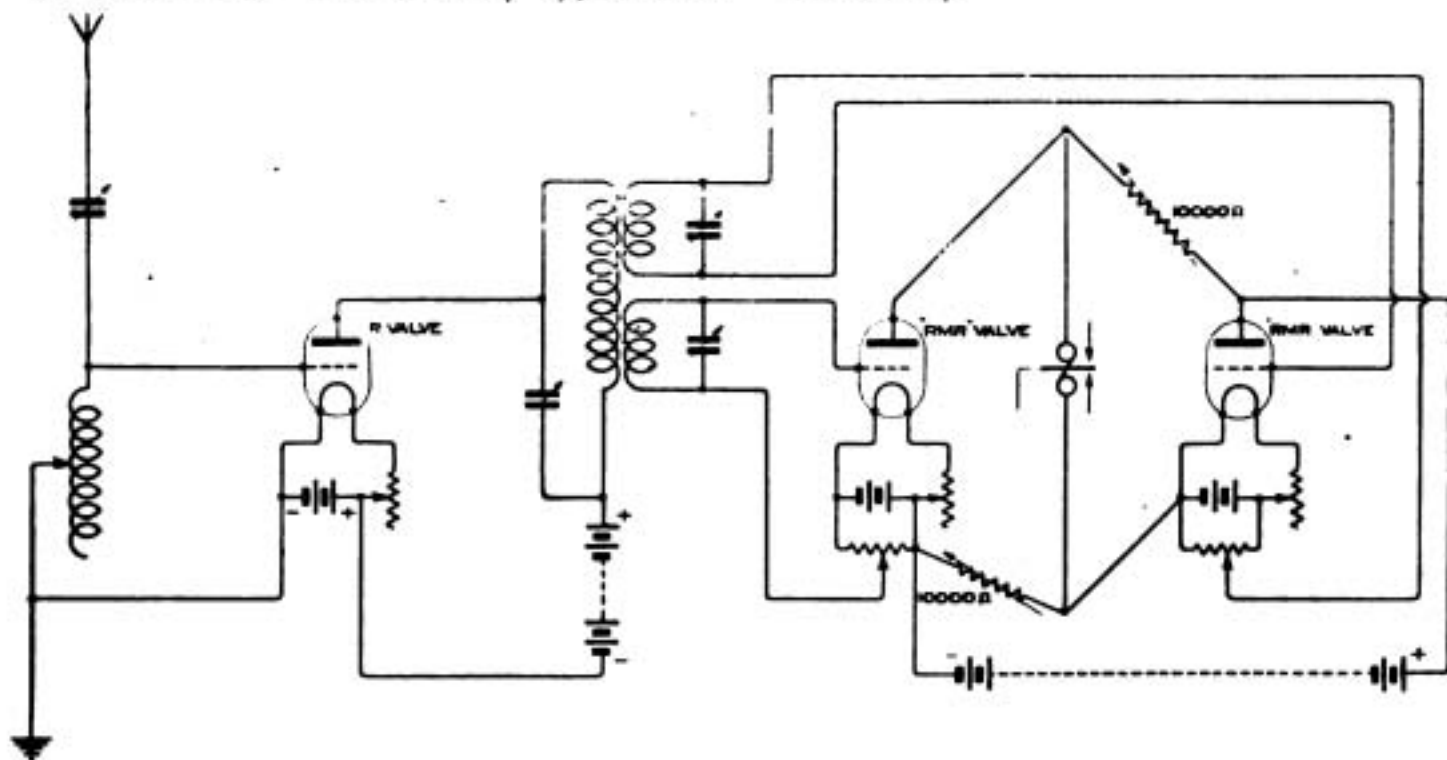 R VALVE
RMR VALVE
RMR VALVE
10000 Ω
10000 Ω
- +
+
-
- +